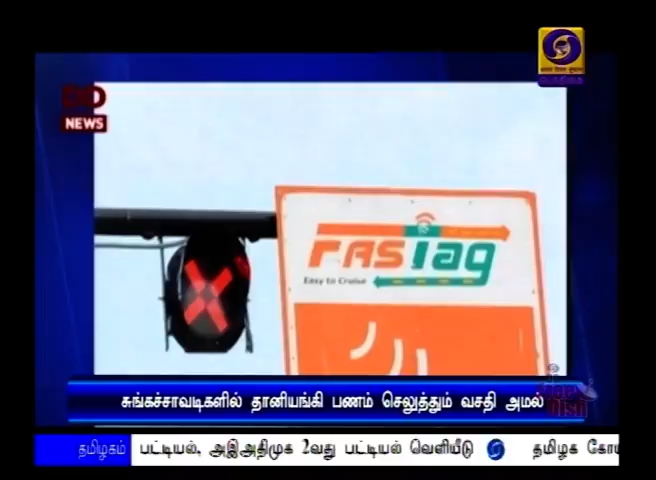 DD
NEWS
FASTag
Easy to Cruise
சுங்கச்சாவடிகளில் தானியங்கி பணம் செலுத்தும் வசதி அமல்
தமிழகம் பட்டியல், அஇஅதிமுக 2வது பட்டியல் வெளியீடு தமிழக கோ